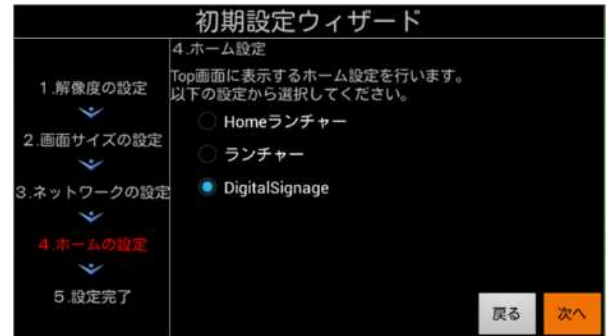 初期設定ウィザード
1.解像度の設定
2.画面サイズの設定
3.ネットワークの設定
4.ホームの設定
5.設定完了
4.ホーム設定
Top画面に表示するホーム設定を行います。
以下の設定から選択してください。
Homeランチャー
ランチャー
DigitalSignage
戻る
次へ